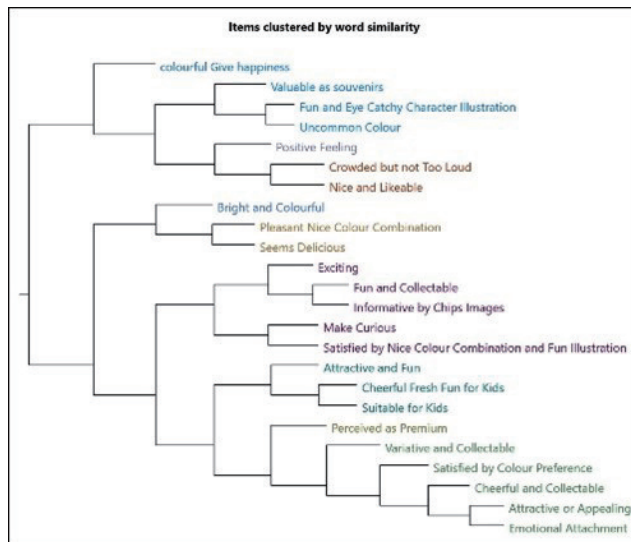 Items clustered by word similarity
colourful Give happiness
Valuable as souvenirs
Fun and Eye Catchy Character Illustration
Uncommon Colour
Positive Feeling
Crowded but not Too Loud
Nice and Likeable
Bright and Colourful
Pleasant Nice Colour Combination
Seems Delicious
Exciting
Fun and Collectable
Informative by Chips Images
Make Curious
Satisfied by Nice Colour Combination and Fun Illustration
Attractive and Fun
Cheerful Fresh Fun for Kids
Suitable for Kids
Perceived as Premium
Variative and Collectable
Satisfied by Colour Preference
Cheerful and Collectable
Attractive or Appealing
Emotional Attachment